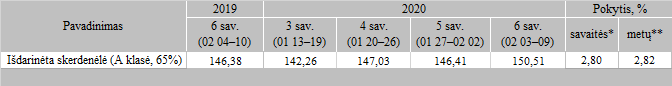 Pavadinimas 2019 2020 Pokytis, %
6 sav. (02 04–10) 3 sav. (01 13–19) 4 sav. (01 20–26) 5 sav. (01 27–02 02) 6 sav. (02 03–09) savaitės* metų**
Išdarinėta skerdenėlė (A klasė, 65%) 146,38 142,26 147,03 146,41 150,51 2,80 2,82